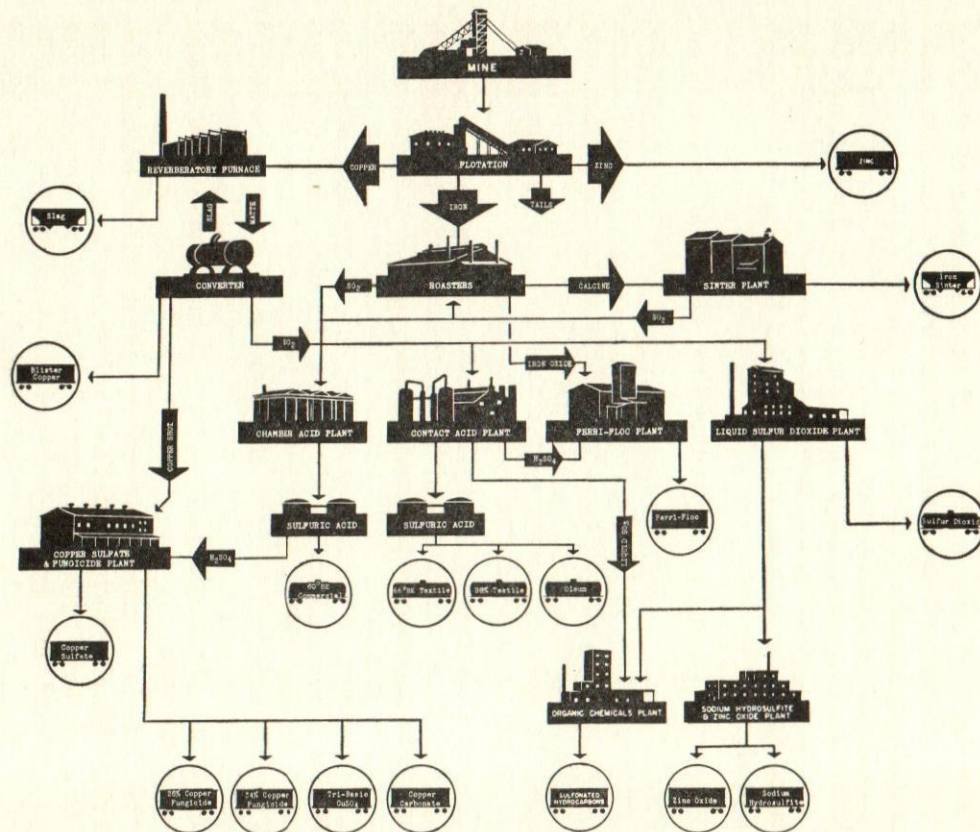 MINE
REVERBERATORY FURNACE
COPPER
FLOTATION
ZINC
ZINC
Slag
SLAG
MATTE
IRON
TAILS
CONVERTER
SO2
ROASTERS
CALCINE
SINTER PLANT
Iron
Sinter
SO2
SO2
Blister
Copper
IRON OXIDE
COPPER SHOT
CHAMBER ACID PLANT
CONTACT ACID PLANT
FERRI-FLOC PLANT
LIQUID SULFUR DIOXIDE PLANT
H2SO4
Ferri-Floc
Sulfur Dioxide
SULFURIC ACID
SULFURIC ACID
LIQUID SO3
COPPER SULFATE
& FUNGICIDE PLANT
H2SO4
60°BE
Commercial
66°BE Textile
98% Textile
Oleum
Copper
Sulfate
ORGANIC CHEMICALS PLANT
SODIUM HYDROSULFITE
& ZINC OXIDE PLANT
26% Copper
Fungicide
34% Copper
Fungicide
Tri-Basic
CuSO4
Copper
Carbonate
SULFONATED
HYDROCARBONS
Zinc Oxide
Sodium
Hydrosulfite